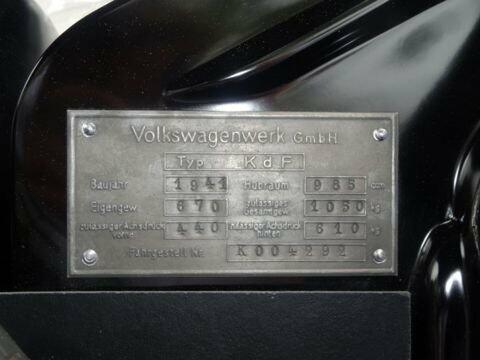 Volkswagenwerk GmbH
Typ K d F
Baujahr 1941 Hubraum 985 ccm
Eigengew. 670 zulässiges Gesamtgew. 1050 kg
zulässiger Achsdruck vorne 440 zulässiger Achsdruck hinten 610 kg
Fahrgestell Nr. K004292